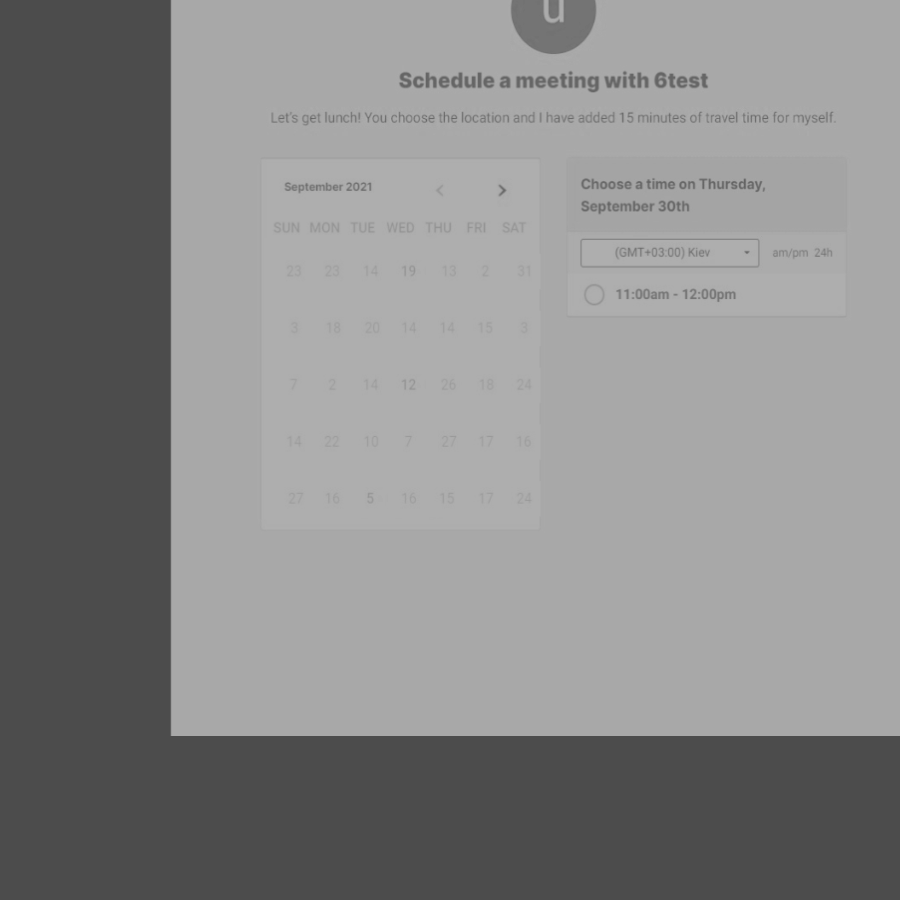 u
Schedule a meeting with 6test
Let's get lunch! You choose the location and I have added 15 minutes of travel time for myself.
September 2021
SUN MON TUE WED THU FRI SAT
23 23 14 19 13 2 31
3 18 20 14 14 15 3
7 2 14 12 26 18 24
14 22 10 7 27 17 16
27 16 5 16 15 17 24
Choose a time on Thursday,
September 30th
(GMT+03:00) Kiev am/pm 24h
11:00am - 12:00pm